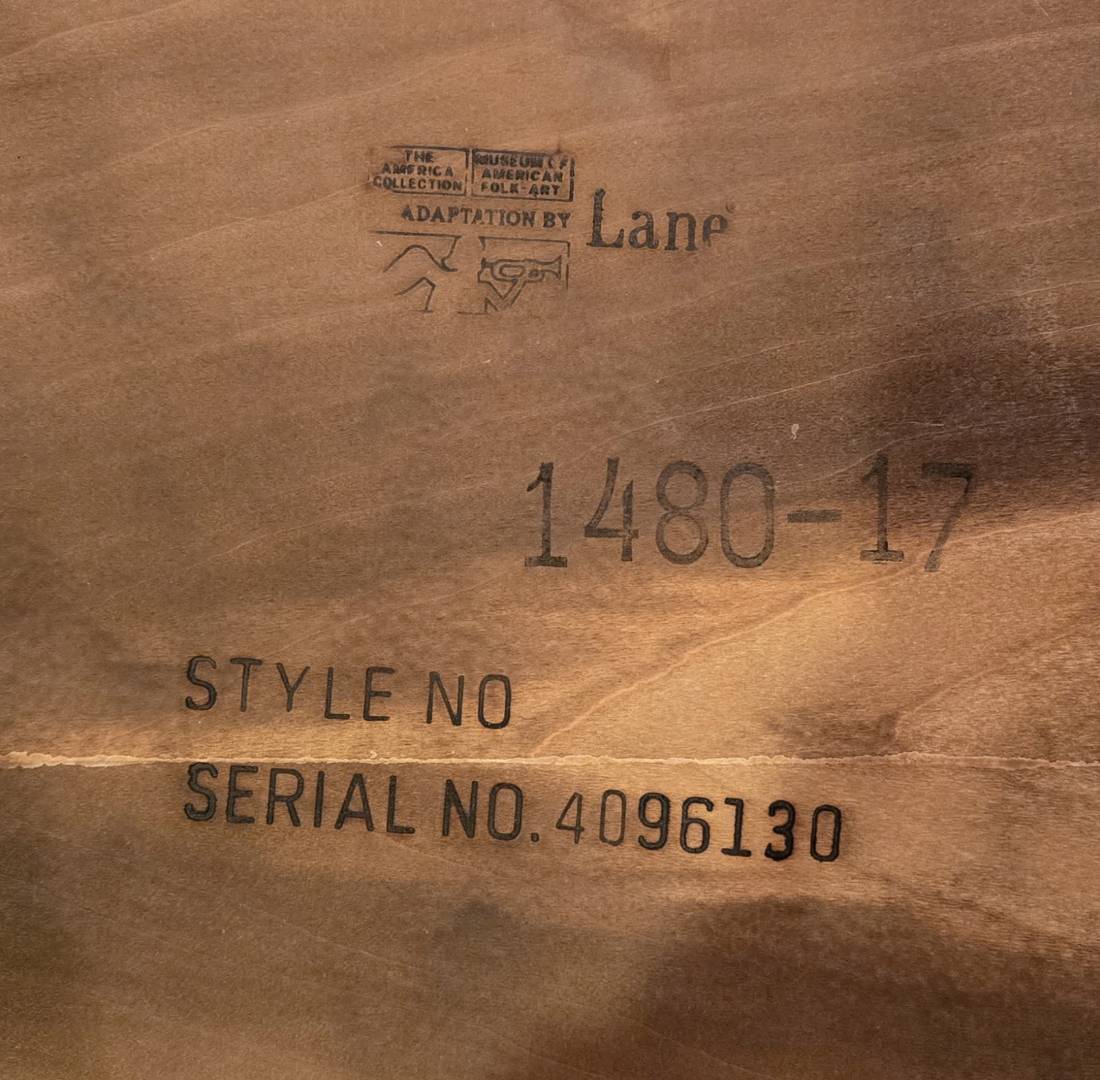 THE
AMERICA
COLLECTION
MUSEUM OF
AMERICAN
FOLK-ART
ADAPTATION BY
Lane
1480-17
STYLE NO
SERIAL NO. 4096130